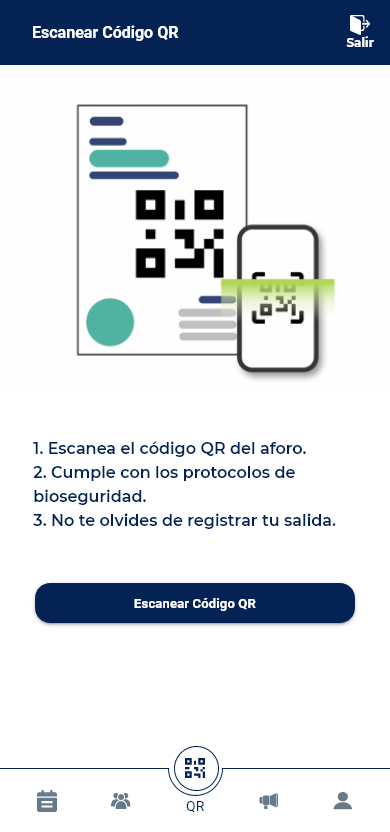 Escanear Código QR
Salir
1. Escanea el código QR del aforo.
2. Cumple con los protocolos de
bioseguridad.
3. No te olvides de registrar tu salida.
Escanear Código QR
QR